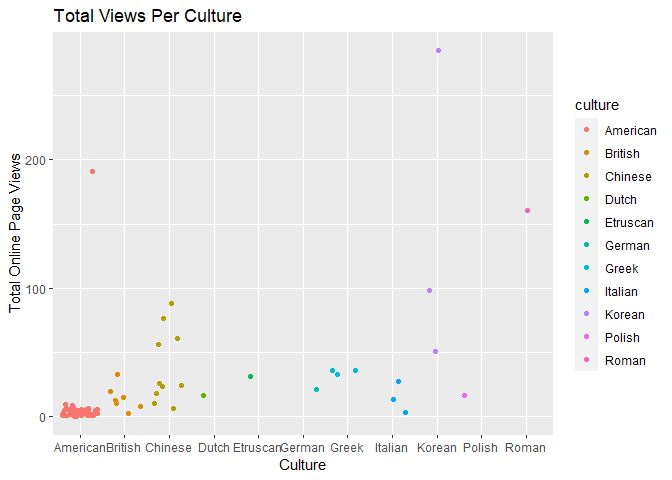 Total Views Per Culture
Total Online Page Views
200
100
0
American British Chinese Dutch Etruscan German Greek Italian Korean Polish Roman
Culture
culture
American
British
Chinese
Dutch
Etruscan
German
Greek
Italian
Korean
Polish
Roman